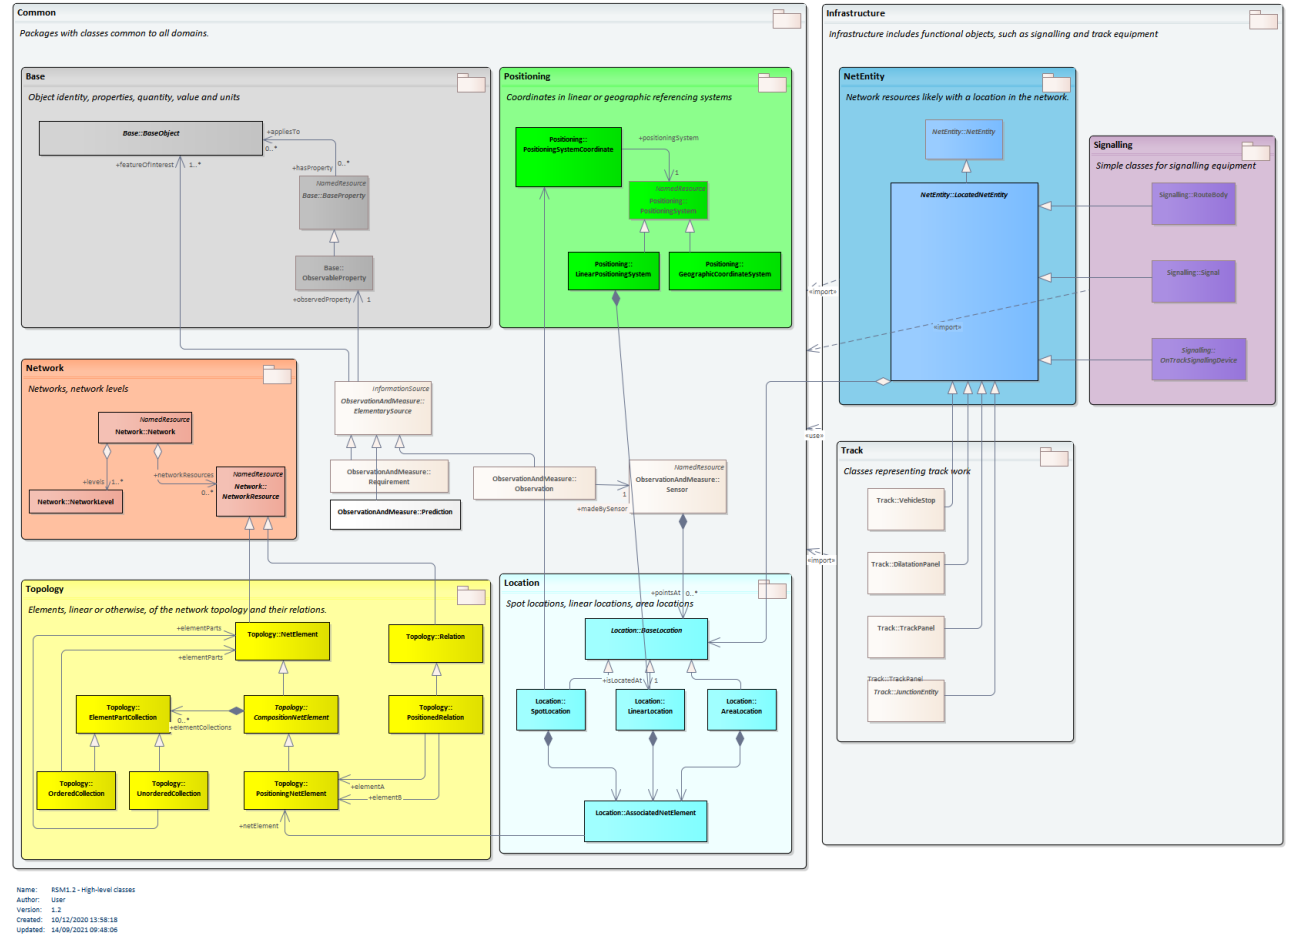 Common
Packages with classes common to all domains.
Base
Object identity, properties, quantity, value and units
Base::BaseObject
+appliesTo
0..*
+featureOfInterest
1..*
+hasProperty
0..*
NamedResource
Base::BaseProperty
Base::
ObservableProperty
+observedProperty
1
Positioning
Coordinates in linear or geographic referencing systems
Positioning::
PositioningSystemCoordinate
+positioningSystem
1
NamedResource
Positioning::
PositioningSystem
Positioning::
LinearPositioningSystem
Positioning::
GeographicCoordinateSystem
Network
Networks, network levels
NamedResource
Network::Network
+levels
1..*
+networkResources
0..*
Network::NetworkLevel
NamedResource
Network::
NetworkResource
InformationSource
ObservationAndMeasure::
ElementarySource
ObservationAndMeasure::
Requirement
ObservationAndMeasure::Prediction
ObservationAndMeasure::
Observation
1
+madeBySensor
NamedResource
ObservationAndMeasure::
Sensor
+pointsAt
0..*
Topology
Elements, linear or otherwise, of the network topology and their relations.
+elementParts
+elementParts
Topology::NetElement
Topology::Relation
Topology::
ElementPartCollection
0..*
+elementCollections
Topology::
CompositionNetElement
Topology::
PositionedRelation
Topology::
OrderedCollection
Topology::
UnorderedCollection
Topology::
PositioningNetElement
+elementA
+elementB
+netElement
Location
Spot locations, linear locations, area locations
Location::BaseLocation
+isLocatedAt
1
Location::
SpotLocation
Location::
LinearLocation
Location::
AreaLocation
Location::AssociatedNetElement
Infrastructure
Infrastructure includes functional objects, such as signalling and track equipment
NetEntity
Network resources likely with a location in the network.
NetEntity::NetEntity
NetEntity::LocatedNetEntity
«import»
«import»
«use»
«import»
Signalling
Simple classes for signalling equipment
Signalling::RouteBody
Signalling::Signal
Signalling::
OnTrackSignallingDevice
Track
Classes representing track work
Track::VehicleStop
Track::DilatationPanel
Track::TrackPanel
Track::TrackPanel
Track::JunctionEntity
Name: RSM1.2 - High-level classes
Author: User
Version: 1.2
Created: 10/12/2020 13:58:18
Updated: 14/09/2021 09:48:06